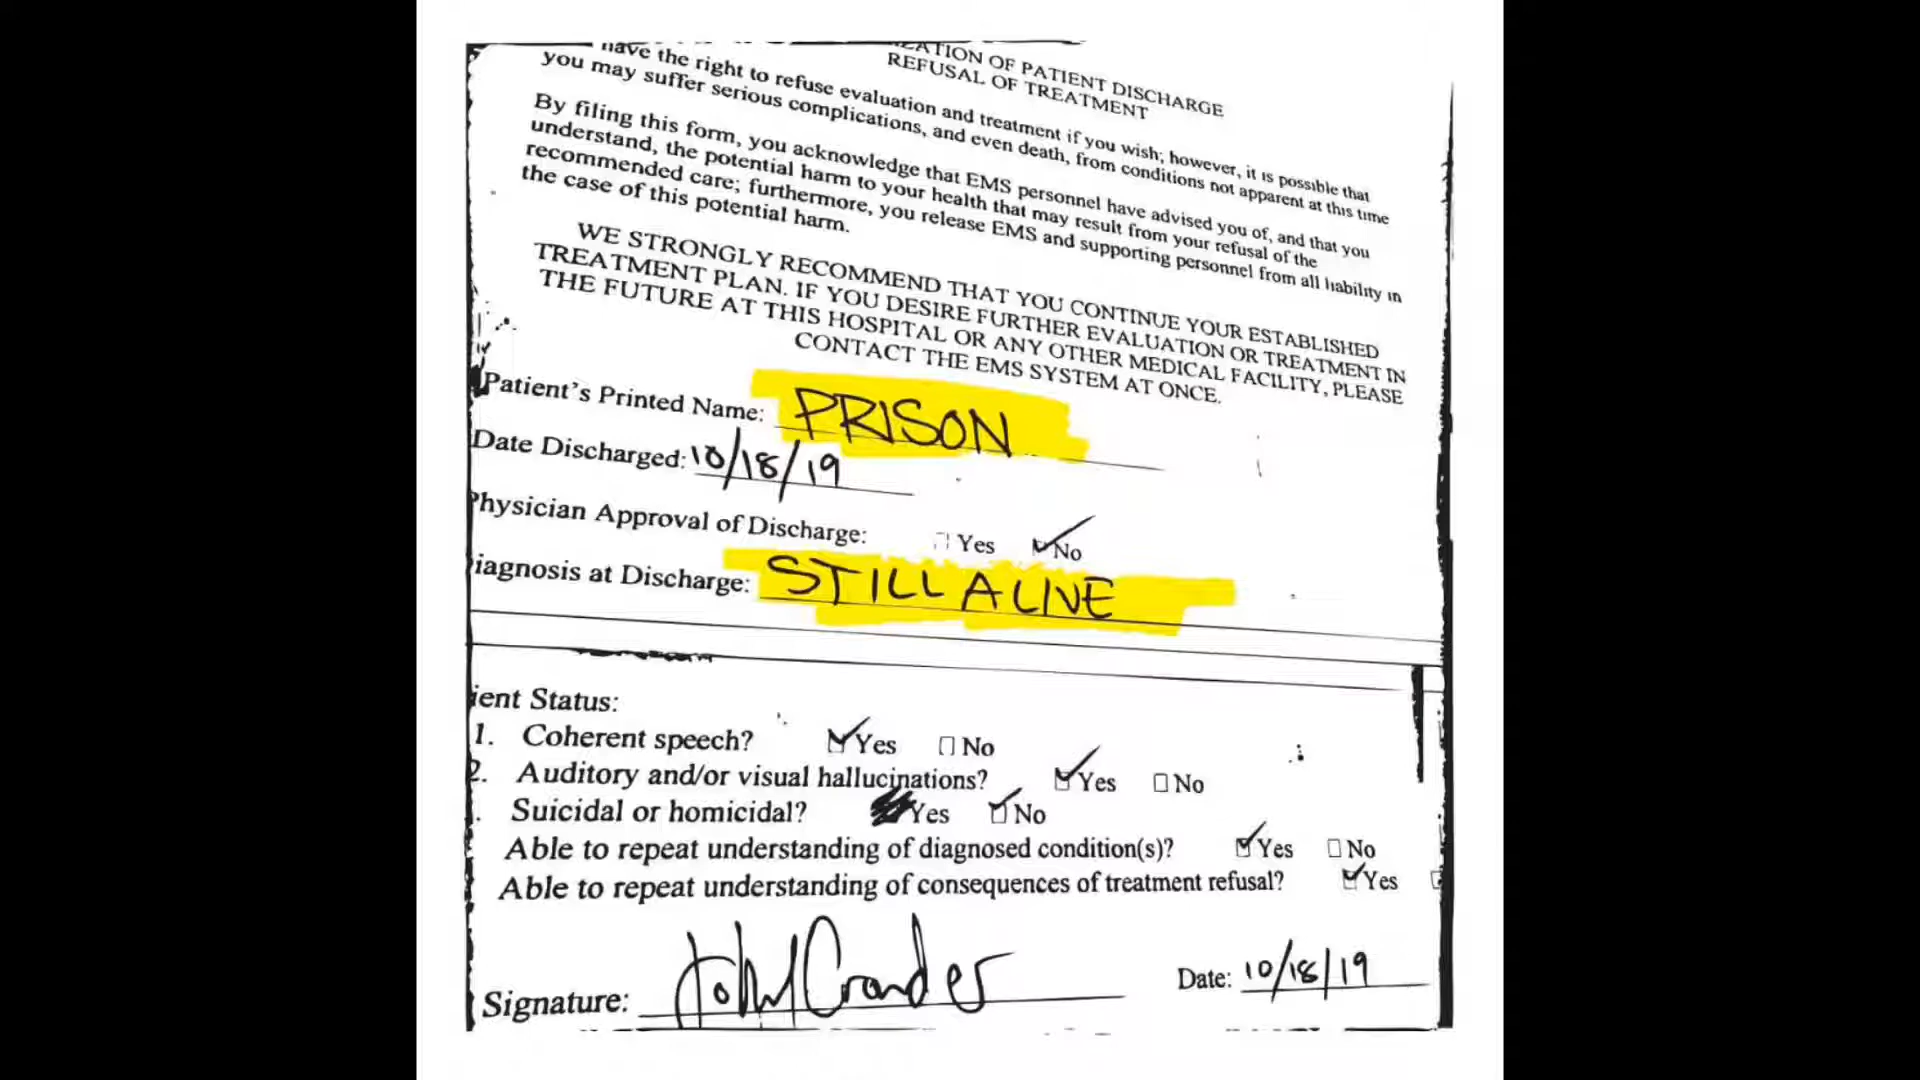 ATION OF PATIENT DISCHARGE
REFUSAL OF TREATMENT
have the right to refuse evaluation and treatment if you wish; however, it is possible that
you may suffer serious complications, and even death, from conditions not apparent at this time
By filing this form, you acknowledge that EMS personnel have advised you of, and that you
understand, the potential harm to your health that may result from your refusal of the
recommended care; furthermore, you release EMS and supporting personnel from all liability in
the case of this potential harm.
WE STRONGLY RECOMMEND THAT YOU CONTINUE YOUR ESTABLISHED
TREATMENT PLAN. IF YOU DESIRE FURTHER EVALUATION OR TREATMENT IN
THE FUTURE AT THIS HOSPITAL OR ANY OTHER MEDICAL FACILITY, PLEASE
CONTACT THE EMS SYSTEM AT ONCE.
Patient's Printed Name: PRISON
Date Discharged: 10/18/19
Physician Approval of Discharge: Yes No
iagnosis at Discharge: STILL ALIVE
ient Status:
1. Coherent speech? Yes No
2. Auditory and/or visual hallucinations? Yes No
. Suicidal or homicidal? Yes No
Able to repeat understanding of diagnosed condition(s)? Yes No
Able to repeat understanding of consequences of treatment refusal? Yes
Signature: Date: 10/18/19